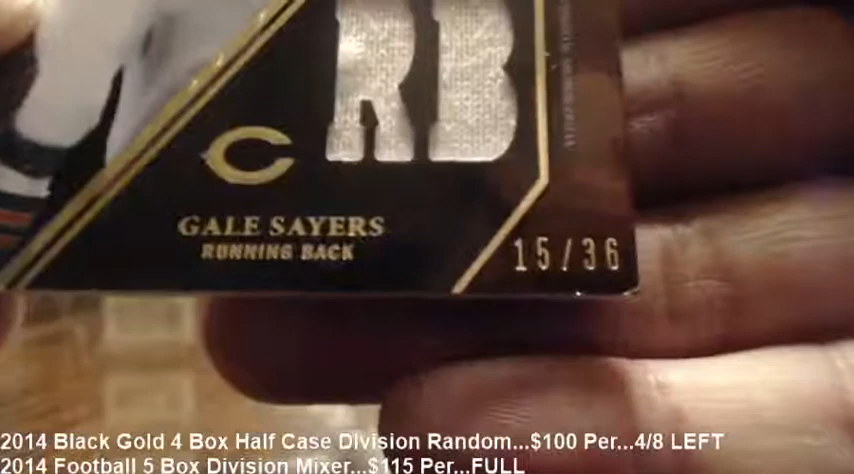 RB
GALE SAYERS
RUNNING BACK
15/36
2014 Black Gold 4 Box Half Case Division Random...$100 Per...4/8 LEFT
2014 Football 5 Box Division Mixer...$115 Per...FULL